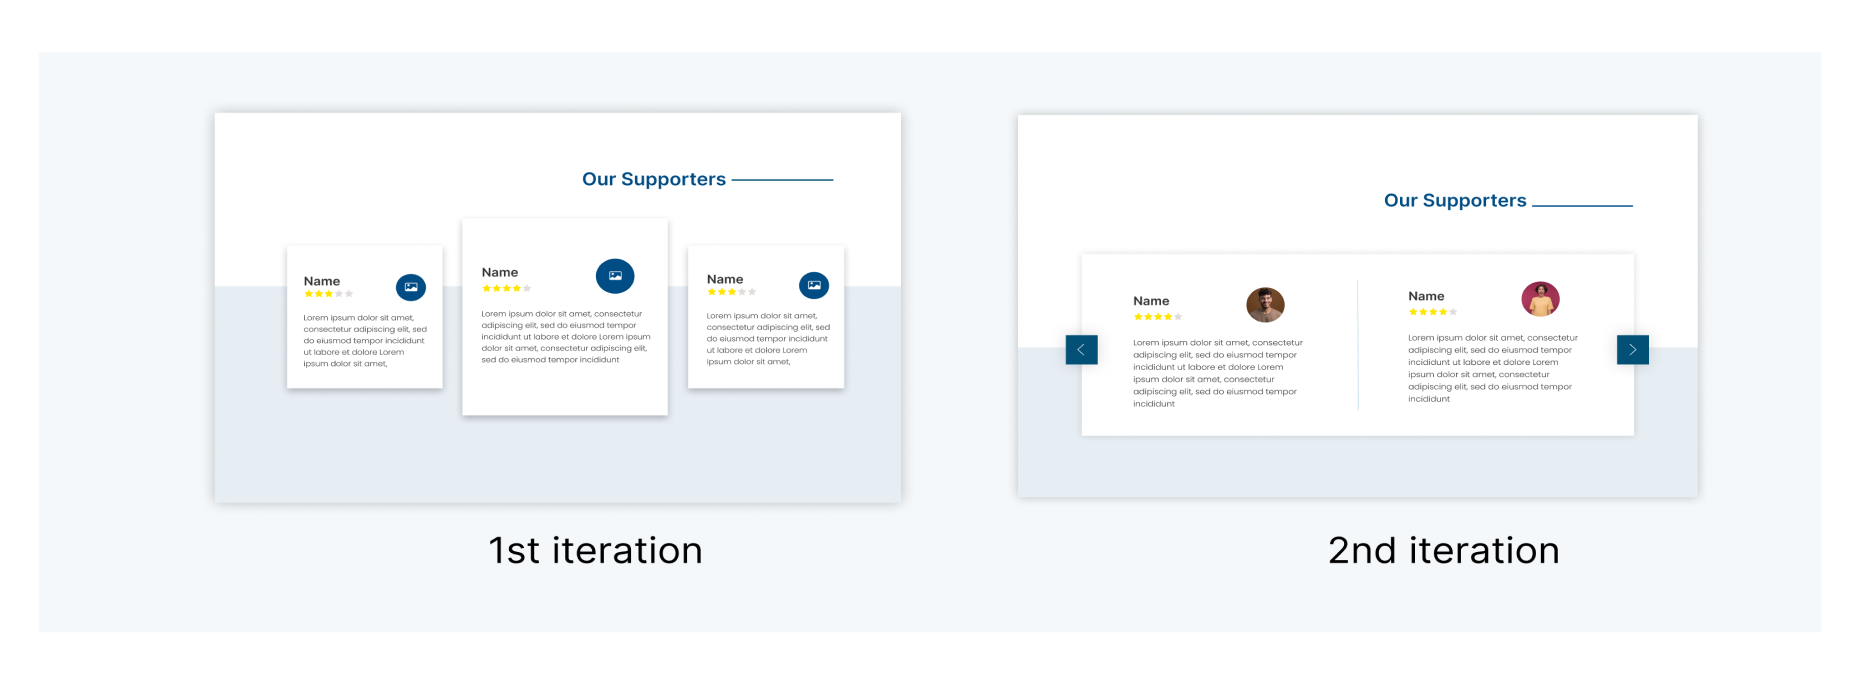 Our Supporters
Name
Lorem ipsum dolor sit amet,
consectetur adipiscing elit, sed
do eiusmod tempor incididunt
ut labore et dolore Lorem
ipsum dolor sit amet,
Name
Lorem ipsum dolor sit amet, consectetur
adipiscing elit, sed do eiusmod tempor
incididunt ut labore et dolore Lorem ipsum
dolor sit amet, consectetur adipiscing elit,
sed do eiusmod tempor incididunt
Name
Lorem ipsum dolor sit amet,
consectetur adipiscing elit, sed
do eiusmod tempor incididunt
ut labore et dolore Lorem
ipsum dolor sit amet,
1st iteration
Our Supporters
Name
Lorem ipsum dolor sit amet, consectetur
adipiscing elit, sed do eiusmod tempor
incididunt ut labore et dolore Lorem
ipsum dolor sit amet, consectetur
adipiscing elit, sed do eiusmod tempor
incididunt
Name
Lorem ipsum dolor sit amet, consectetur
adipiscing elit, sed do eiusmod tempor
incididunt ut labore et dolore Lorem
ipsum dolor sit amet, consectetur
adipiscing elit, sed do eiusmod tempor
incididunt
2nd iteration